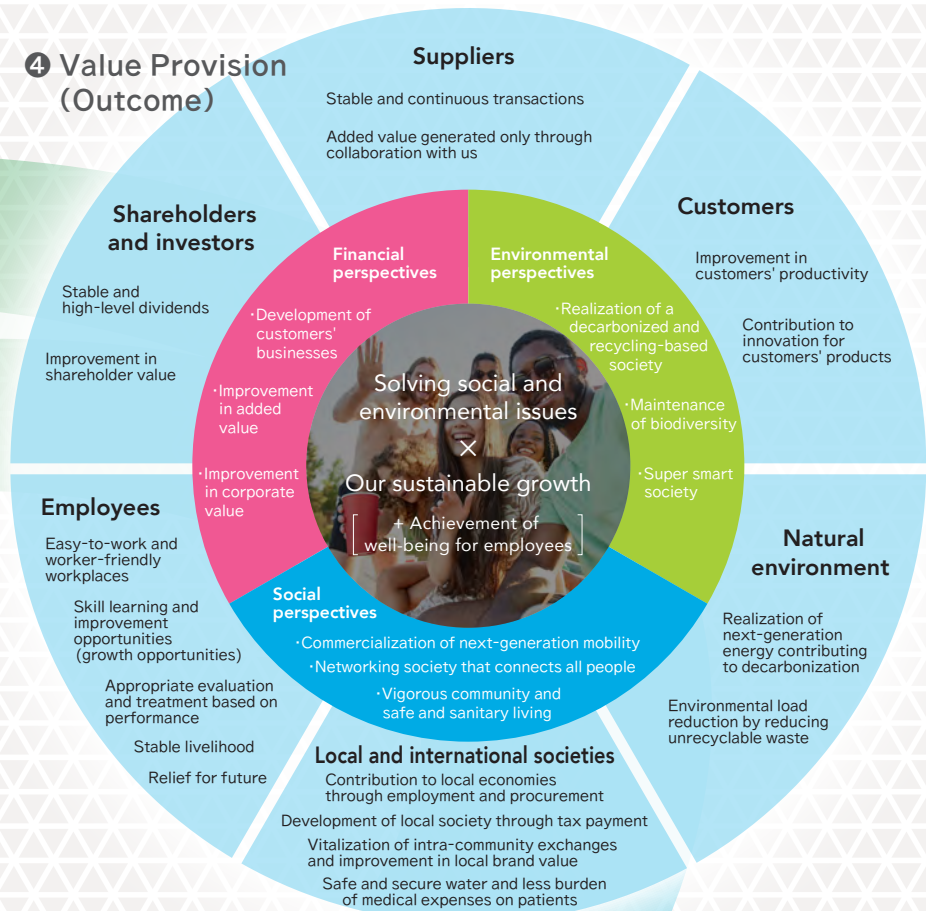 ❹ Value Provision
(Outcome)
Suppliers
Stable and continuous transactions
Added value generated only through
collaboration with us
Shareholders
and investors
Stable and
high-level dividends
Improvement in
shareholder value
Customers
Improvement in
customers' productivity
Contribution to
innovation for
customers' products
Financial
perspectives
·Development of
customers'
businesses
·Improvement
in added
value
·Improvement
in corporate
value
Environmental
perspectives
·Realization of a
decarbonized and
recycling-based
society
·Maintenance
of biodiversity
·Super smart
society
Solving social and
environmental issues
×
Our sustainable growth
[+ Achievement of
well-being for employees]
Employees
Easy-to-work and
worker-friendly
workplaces
Skill learning and
improvement
opportunities
(growth opportunities)
Appropriate evaluation
and treatment based on
performance
Stable livelihood
Relief for future
Social
perspectives
·Commercialization of next-generation mobility
·Networking society that connects all people
·Vigorous community and
safe and sanitary living
Natural
environment
Realization of
next-generation
energy contributing
to decarbonization
Environmental load
reduction by reducing
unrecyclable waste
Local and international societies
Contribution to local economies
through employment and procurement
Development of local society through tax payment
Vitalization of intra-community exchanges
and improvement in local brand value
Safe and secure water and less burden
of medical expenses on patients